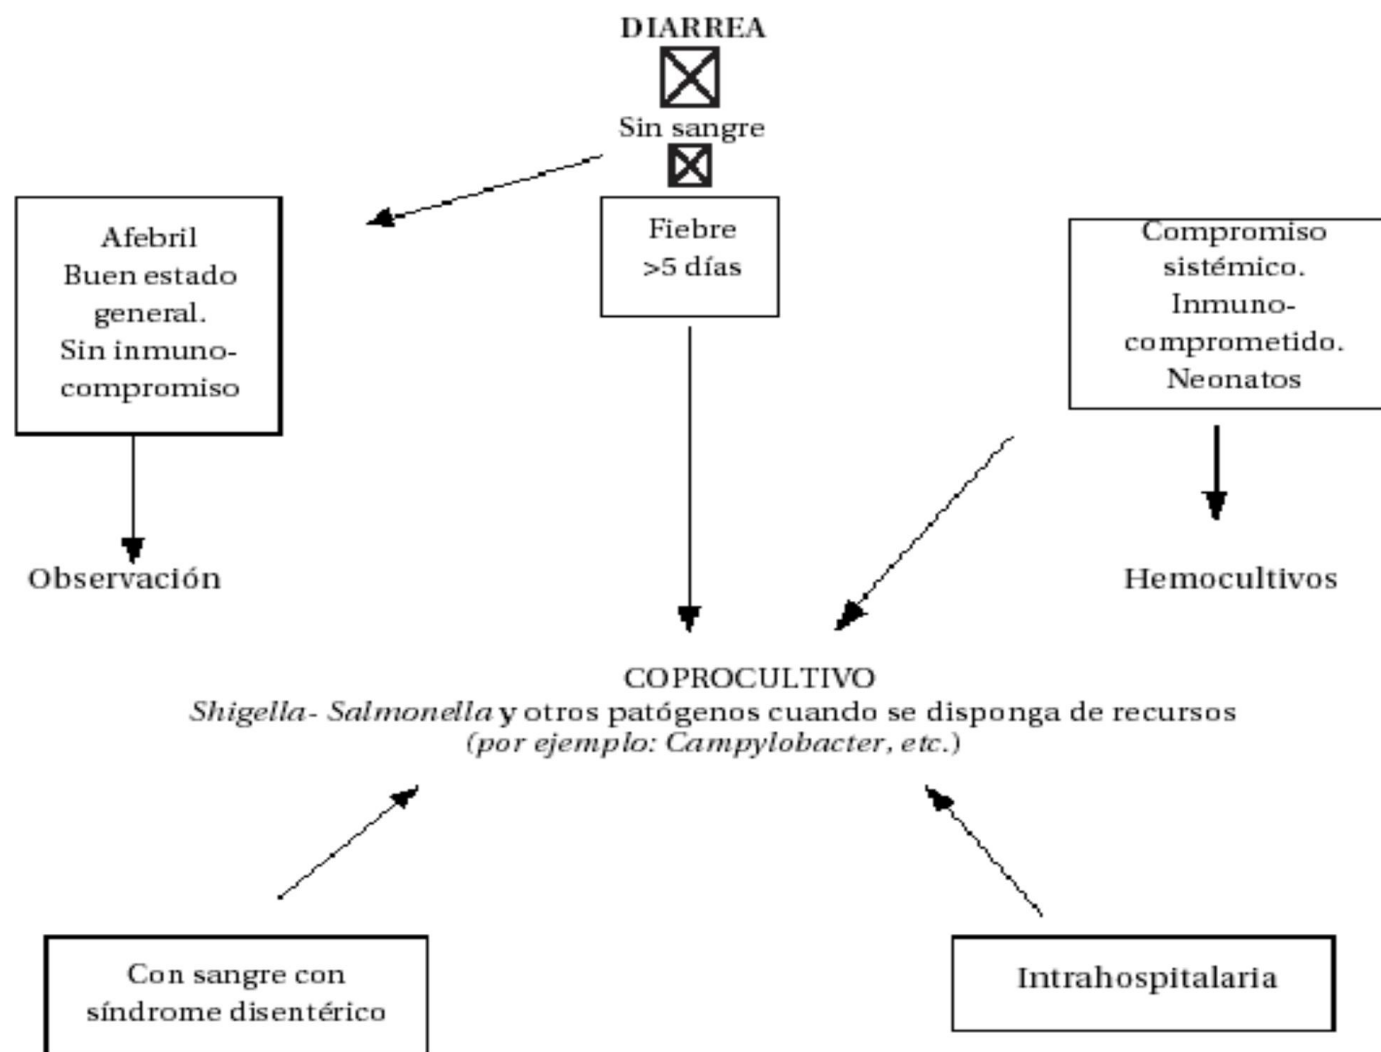 DIARREA
Sin sangre
Afebril
Buen estado
general.
Sin inmuno-
compromiso
Fiebre
>5 días
Compromiso
sistémico.
Inmuno-
comprometido.
Neonatos
Observación
Hemocultivos
COPROCULTIVO
Shigella- Salmonella y otros patógenos cuando se disponga de recursos
(por ejemplo: Campylobacter, etc.)
Con sangre con
síndrome disentérico
Intrahospitalaria